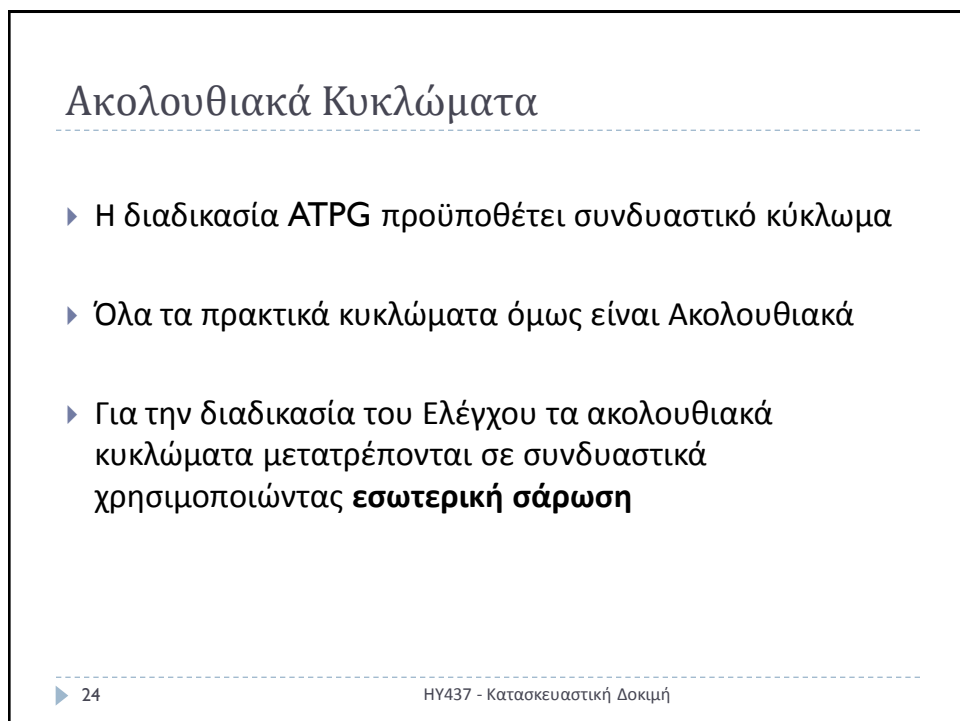 Ακολουθιακά Κυκλώματα
Η διαδικασία ATPG προϋποθέτει συνδυαστικό κύκλωμα
Όλα τα πρακτικά κυκλώματα όμως είναι Ακολουθιακά
Για την διαδικασία του Ελέγχου τα ακολουθιακά
κυκλώματα μετατρέπονται σε συνδυαστικά
χρησιμοποιώντας εσωτερική σάρωση
24 ΗΥ437 - Κατασκευαστική Δοκιμή